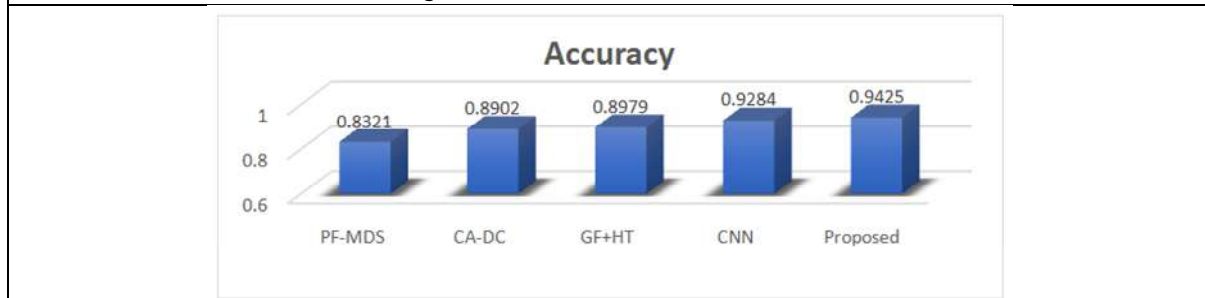 Accuracy
0.8321
0.8902
0.8979
0.9284
0.9425
1
0.8
0.6
PF-MDS
CA-DC
GF+HT
CNN
Proposed